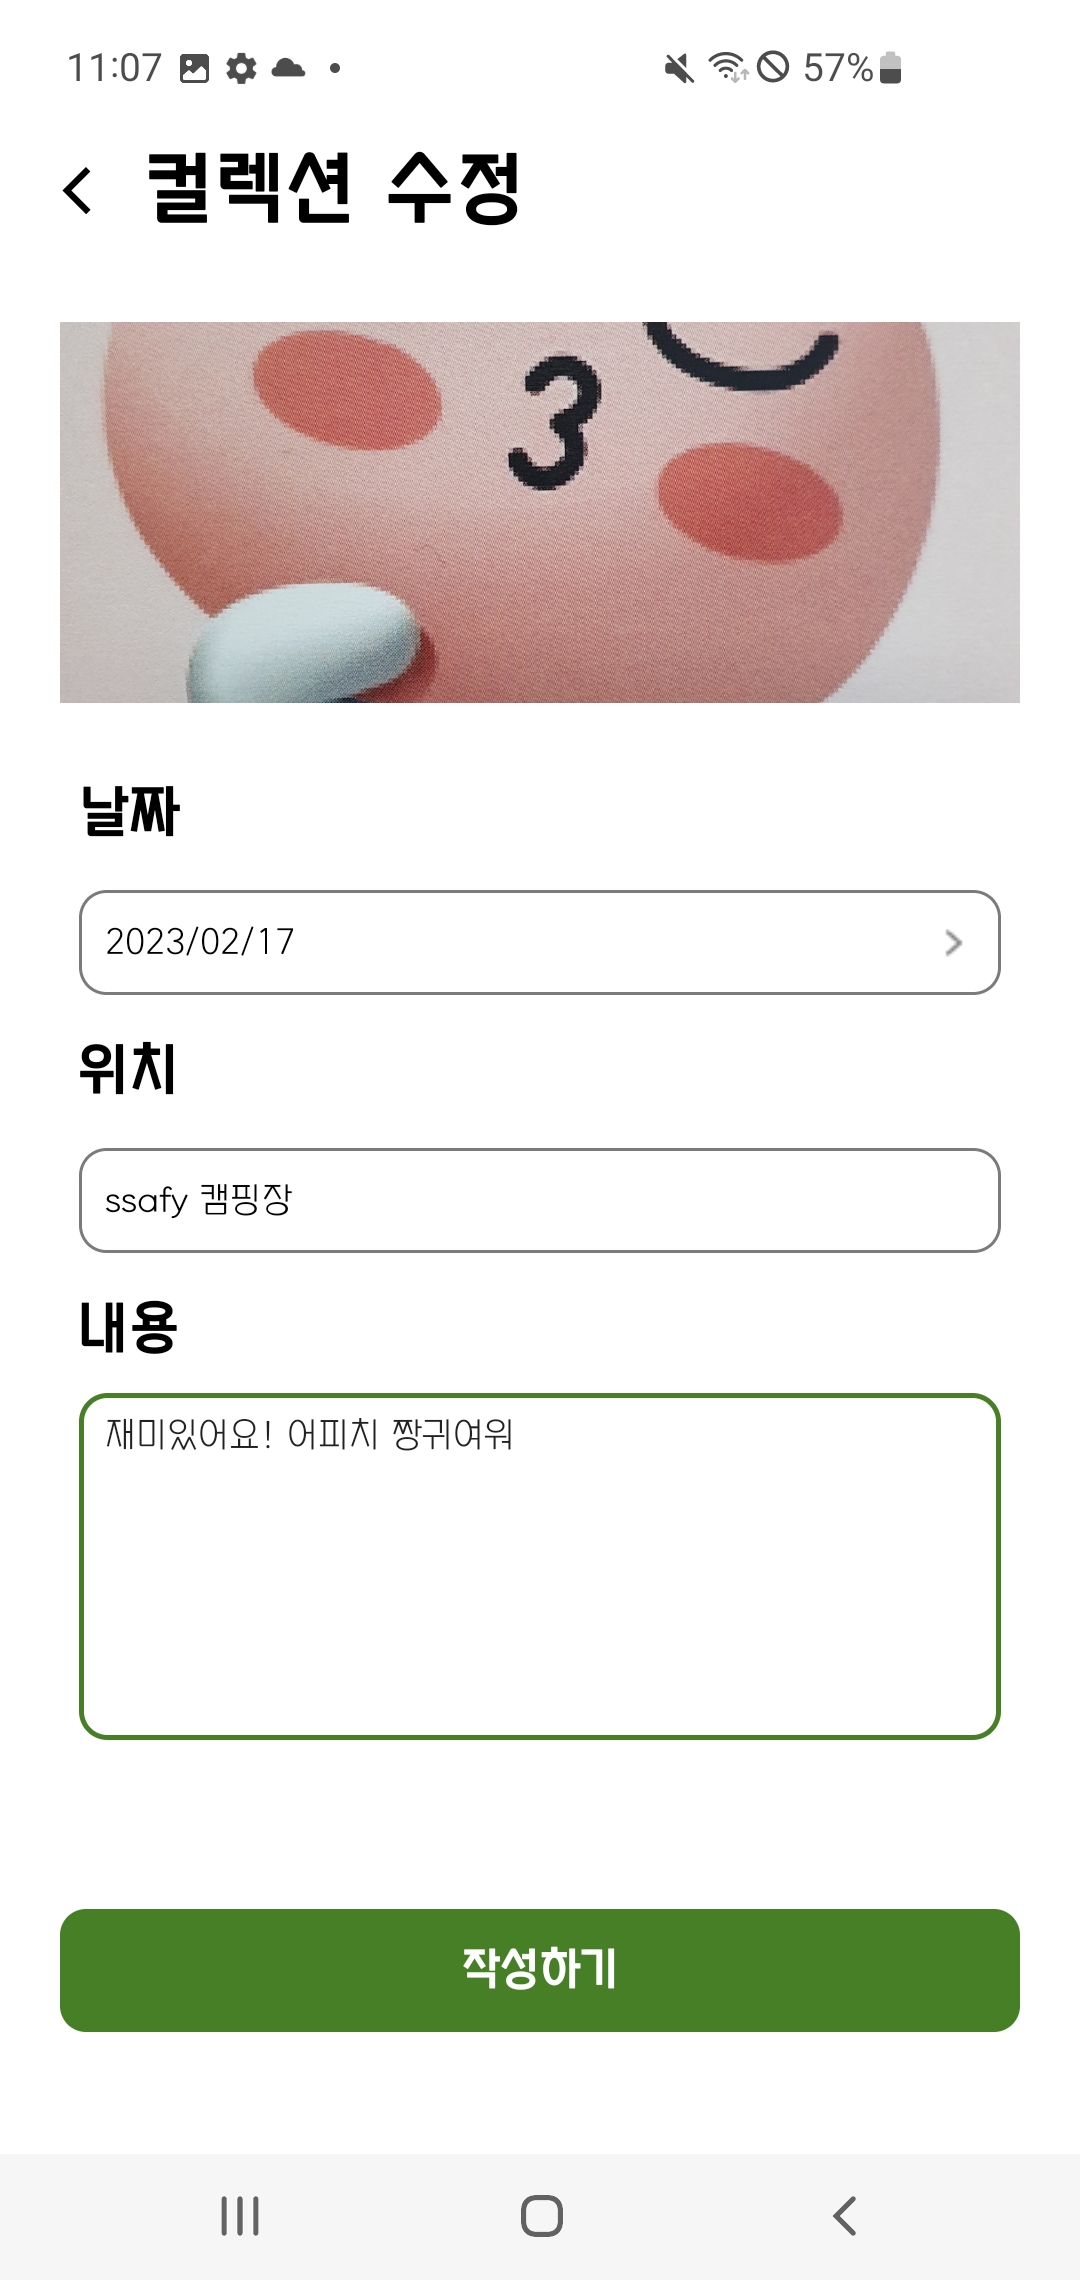 11:07 57%
컬렉션 수정
날짜
2023/02/17
위치
ssafy 캠핑장
내용
재미있어요! 어피치 짱귀여워
작성하기